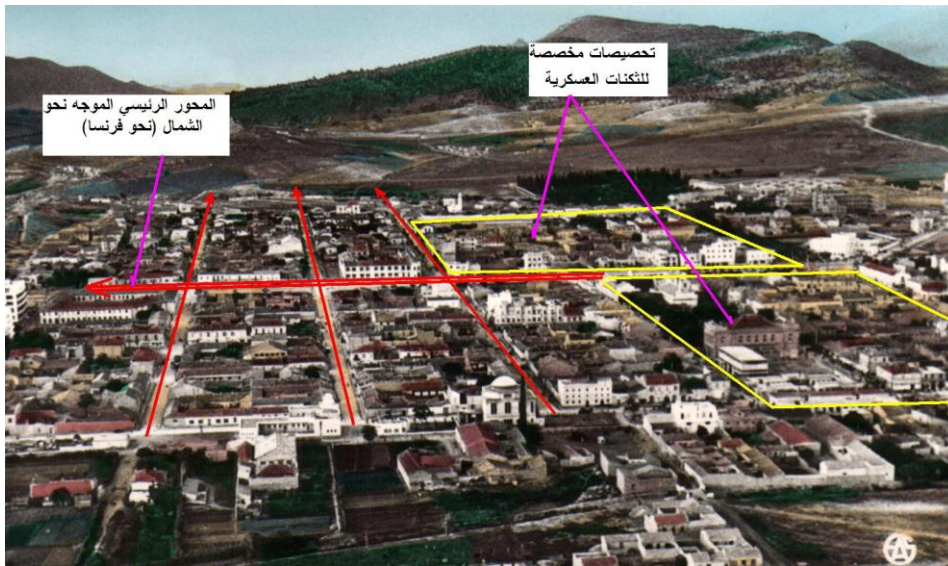 تحصيصات مخصصة
للثكنات العسكرية
المحور الرئيسي الموجه نحو
الشمال (نحو فرنسا)